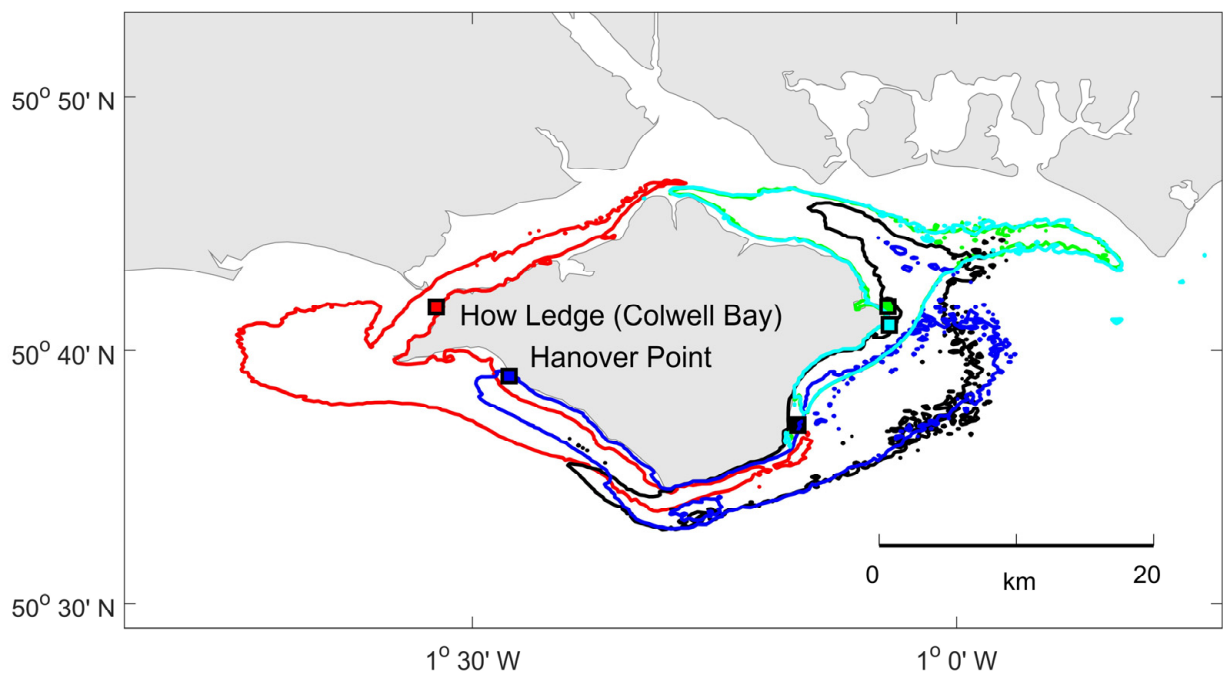 50° 50' N
How Ledge (Colwell Bay)
50° 40' N
Hanover Point
0 20
km
50° 30' N
1° 30' W 1° 0' W